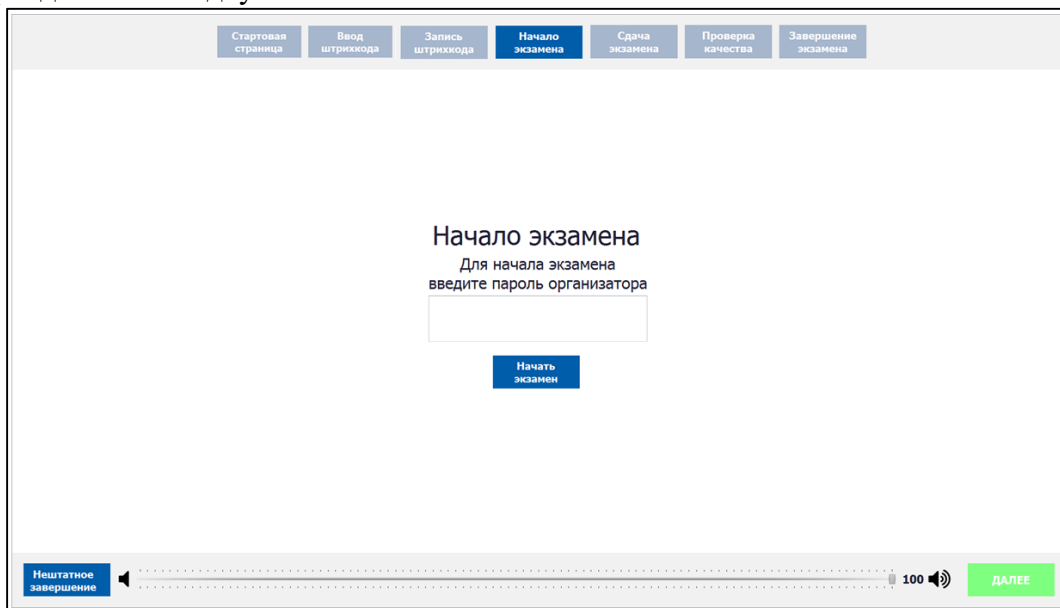 Стартовая страница
Ввод штрихкода
Запись штрихкода
Начало экзамена
Сдача экзамена
Проверка качества
Завершение экзамена
Начало экзамена
Для начала экзамена
введите пароль организатора
Начать
экзамен
Нештатное
завершение
100
ДАЛЕЕ